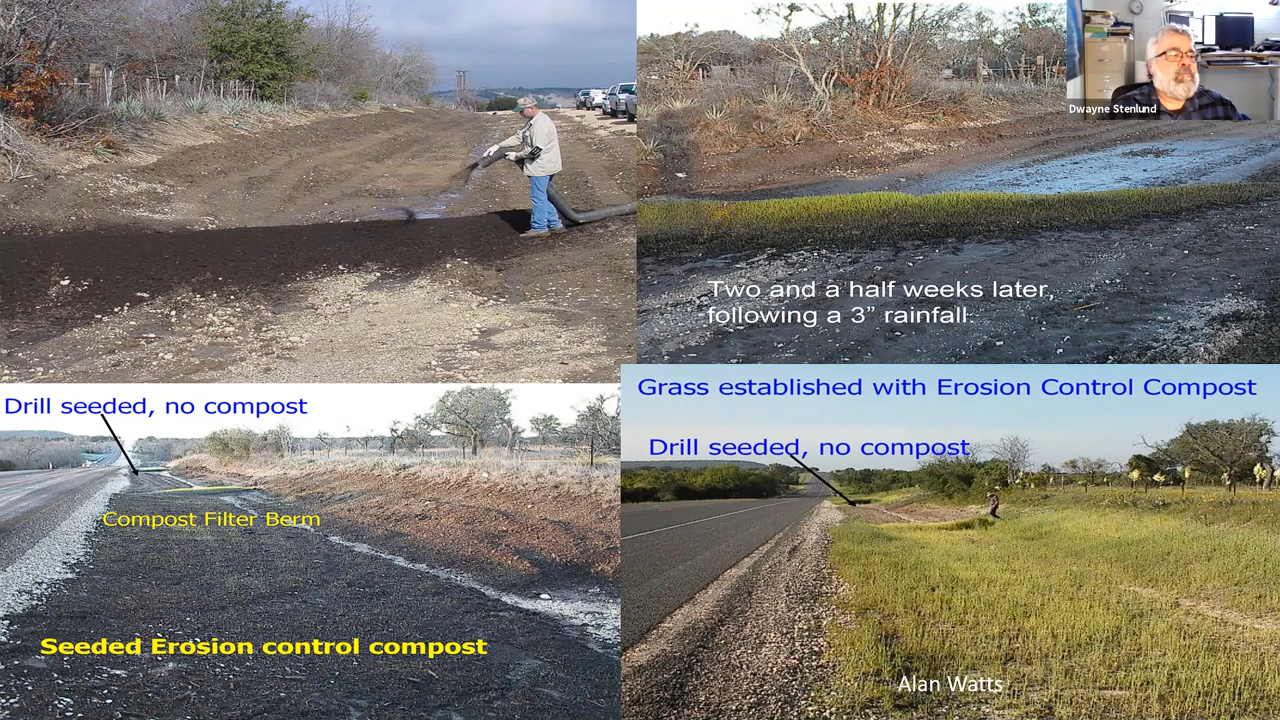 Dwayne Stenlund
Two and a half weeks later,
following a 3” rainfall.
Drill seeded, no compost
Compost Filter Berm
Seeded Erosion control compost
Grass established with Erosion Control Compost
Drill seeded, no compost
Alan Watts